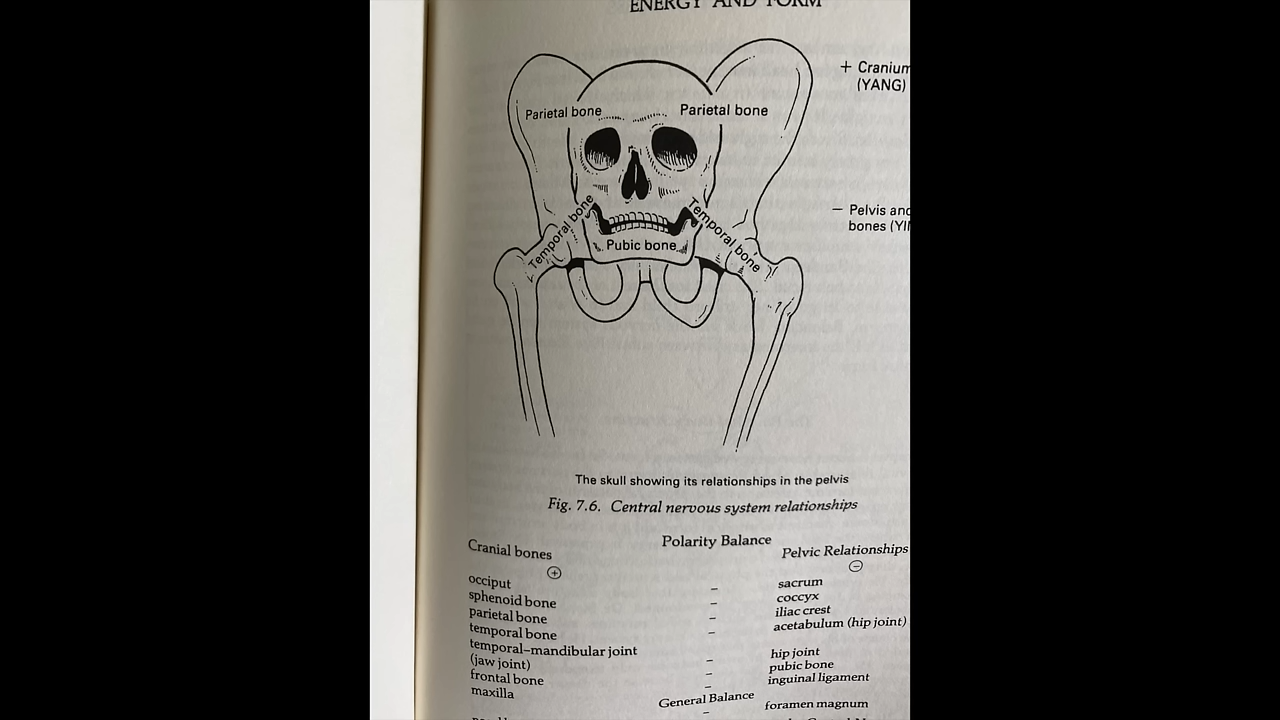 ENERGY AND FORM
+ Cranium
(YANG)
Parietal bone
Parietal bone
− Pelvis and
bones
Temporal bone
Temporal bone
Pubic bone
The skull showing its relationships in the pelvis
Fig. 7.6. Central nervous system relationships
Polarity Balance
Cranial bones Pelvic Relationships
+ −
occiput – sacrum
sphenoid bone – coccyx
parietal bone – iliac crest
temporal bone – acetabulum (hip joint)
temporal–mandibular joint
(jaw joint) – hip joint
frontal bone – pubic bone
maxilla – inguinal ligament
General Balance
– foramen magnum